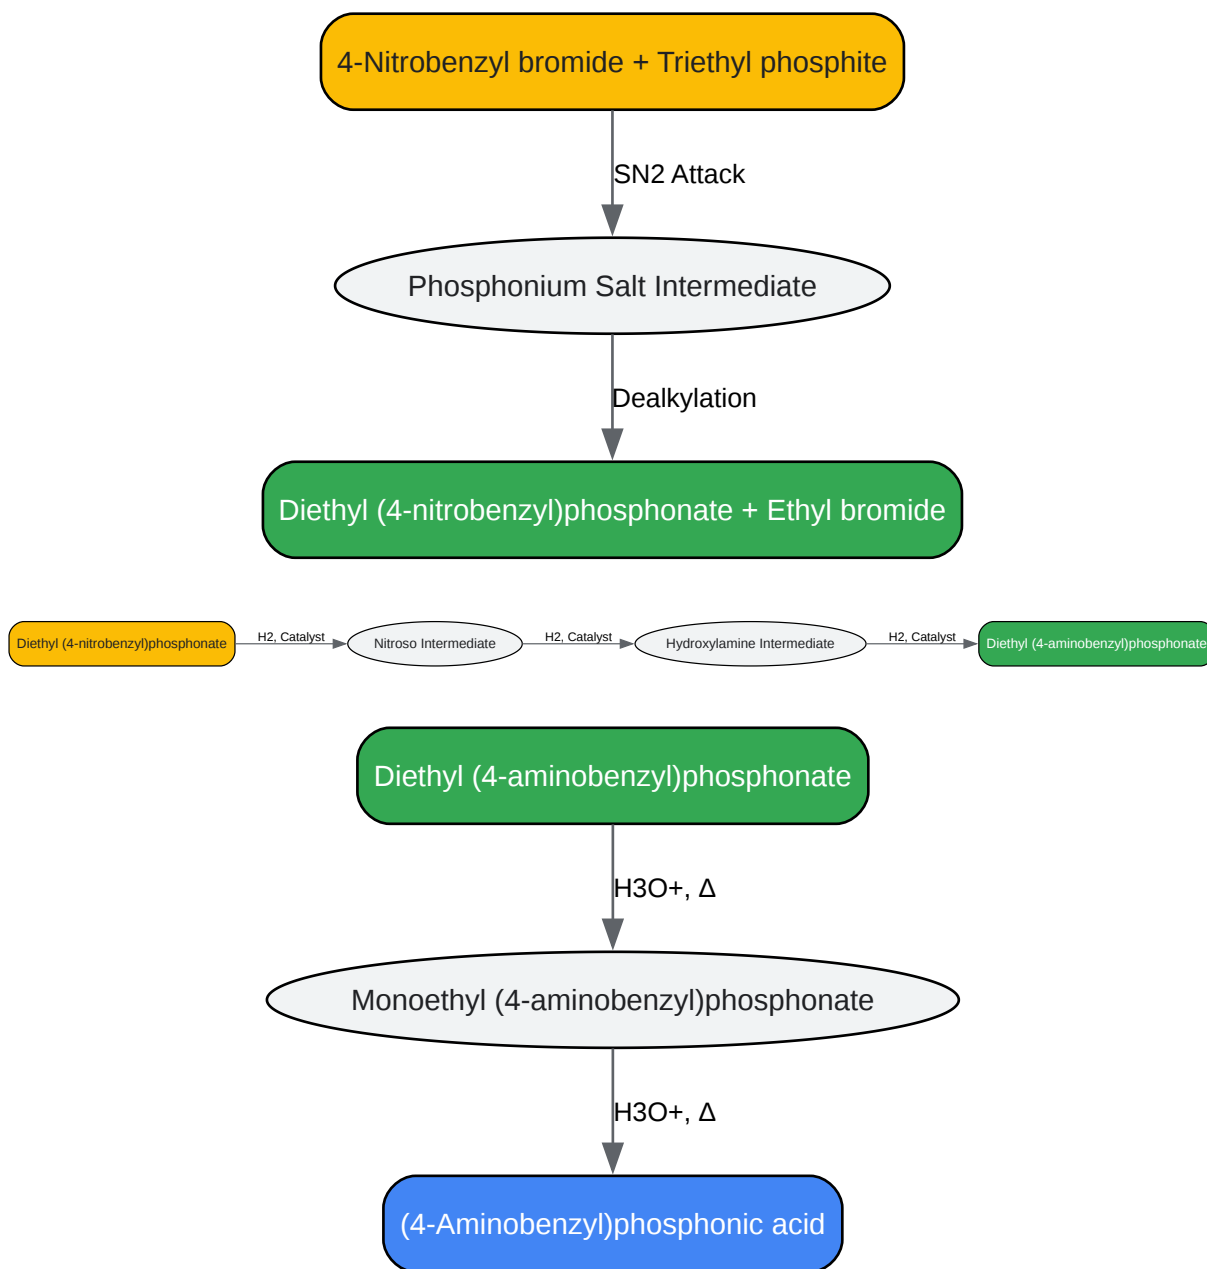 4-Nitrobenzyl bromide + Triethyl phosphite
SN2 Attack
Phosphonium Salt Intermediate
Dealkylation
Diethyl (4-nitrobenzyl)phosphonate + Ethyl bromide
Diethyl (4-nitrobenzyl)phosphonate
H2, Catalyst
Nitroso Intermediate
H2, Catalyst
Hydroxylamine Intermediate
H2, Catalyst
Diethyl (4-aminobenzyl)phosphonate
Diethyl (4-aminobenzyl)phosphonate
H3O+, Δ
Monoethyl (4-aminobenzyl)phosphonate
H3O+, Δ
(4-Aminobenzyl)phosphonic acid